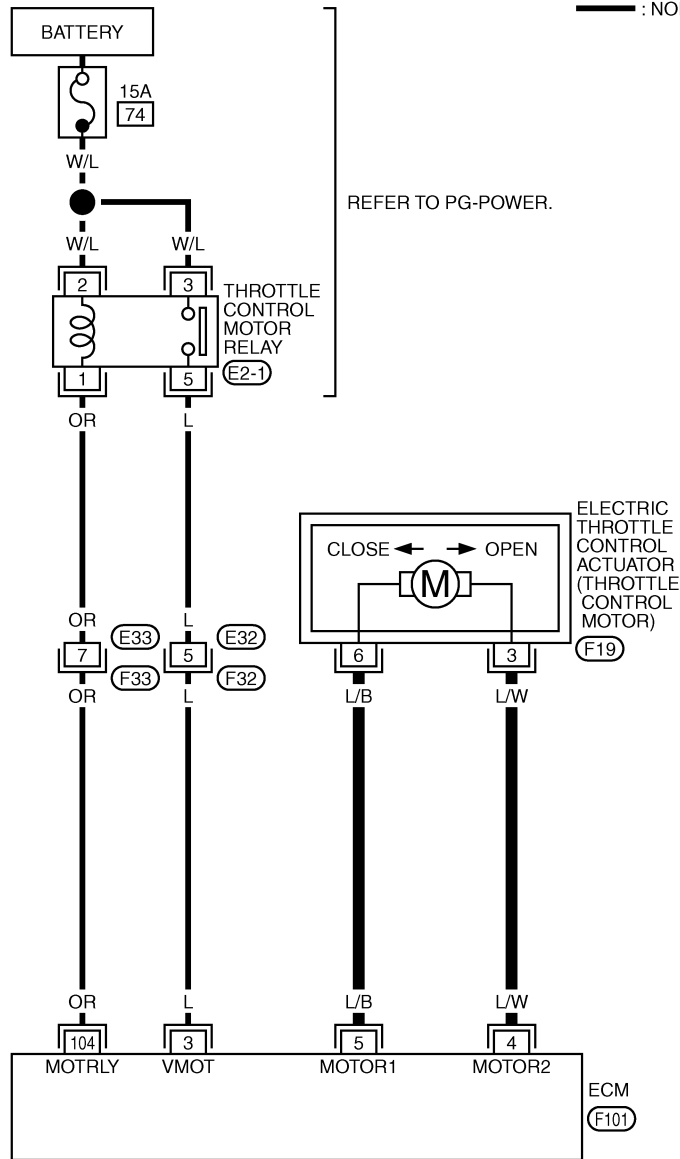 : NO
BATTERY
15A
74
W/L
REFER TO PG-POWER.
W/L W/L
2 3
THROTTLE
CONTROL
MOTOR
RELAY
E2-1
1 5
OR L
ELECTRIC
THROTTLE
CONTROL
ACTUATOR
(THROTTLE
CONTROL
MOTOR)
F19
CLOSE OPEN
M
OR L
7 E33 5 E32
F33 F32
6 3
OR L L/B L/W
OR L L/B L/W
104 3 5 4
MOTRLY VMOT MOTOR1 MOTOR2
ECM
F101